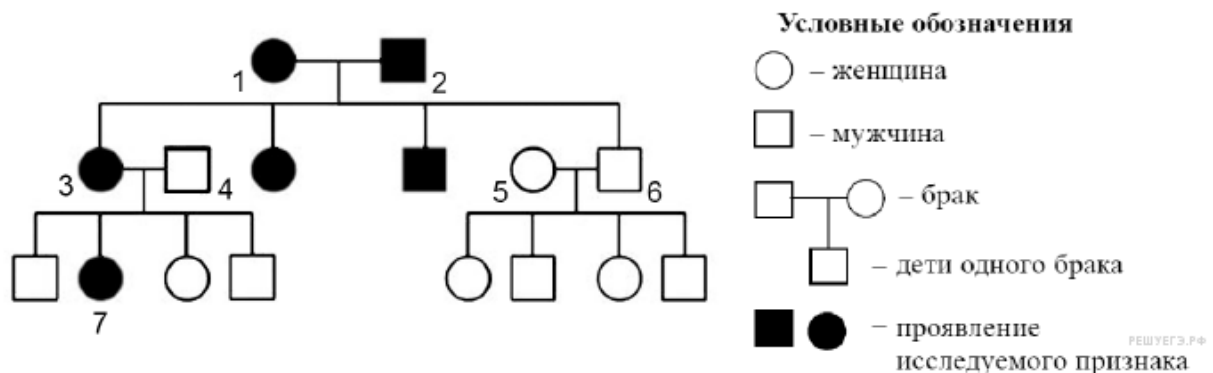 Условные обозначения
– женщина
– мужчина
– брак
– дети одного брака
– проявление
исследуемого признака
1
2
3
4
5
6
7
РЕШУЕГЭ.РФ